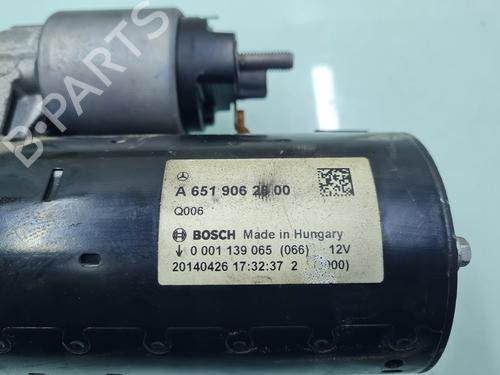 B-PARTS
A 651 906 28 00
Q006
BOSCH Made in Hungary
0 001 139 065 (066) 12V
20140426 17:32:37 2